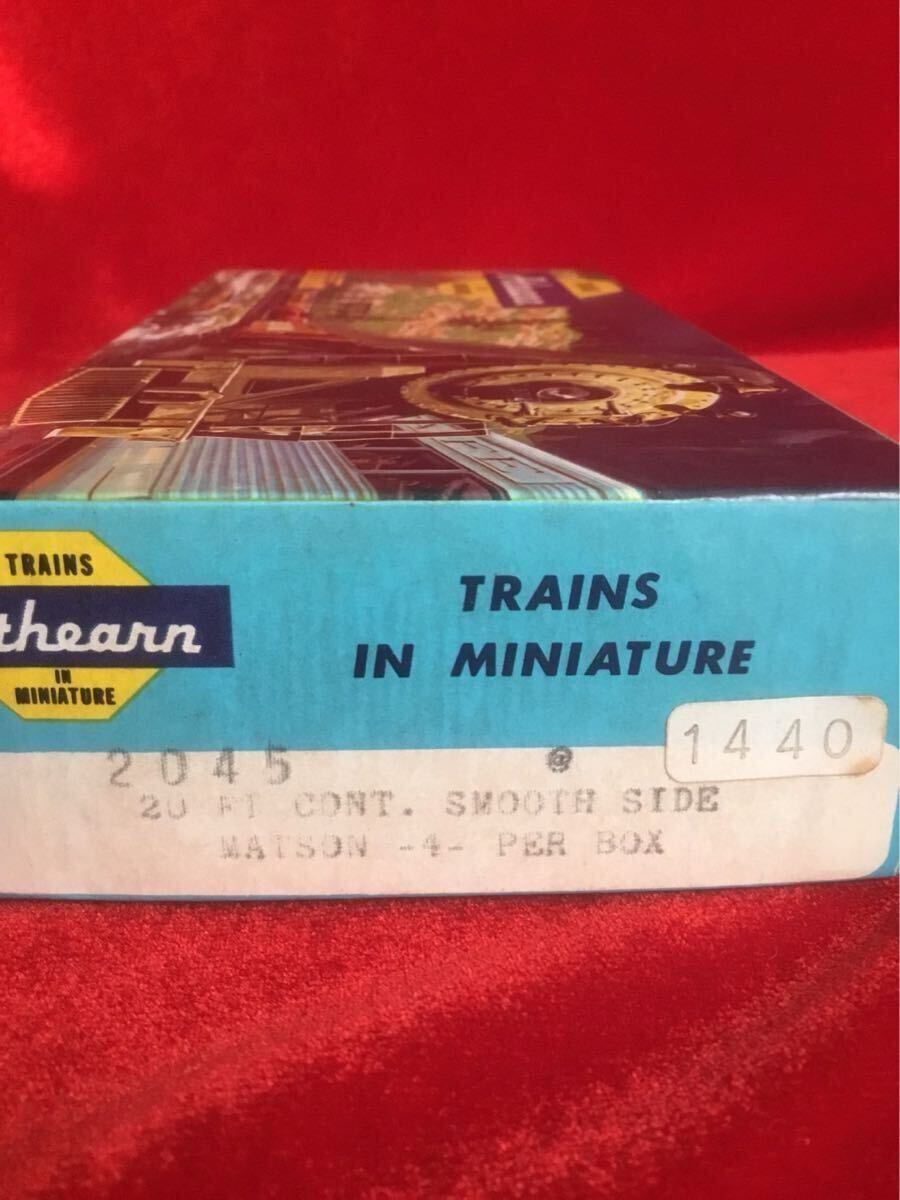 TRAINS
thearn
IN
MINIATURE
TRAINS
IN MINIATURE
1440
2045 @
20 FT CONT. SMOOTH SIDE
MATSON -4- PER BOX